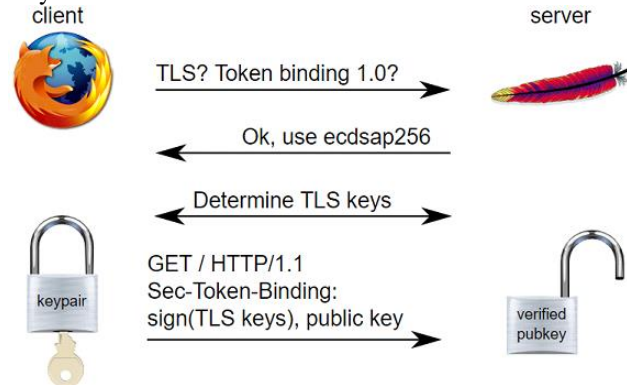 client
server
TLS? Token binding 1.0?
Ok, use ecdsap256
Determine TLS keys
keypair
GET / HTTP/1.1
Sec-Token-Binding:
sign(TLS keys), public key
verified
pubkey